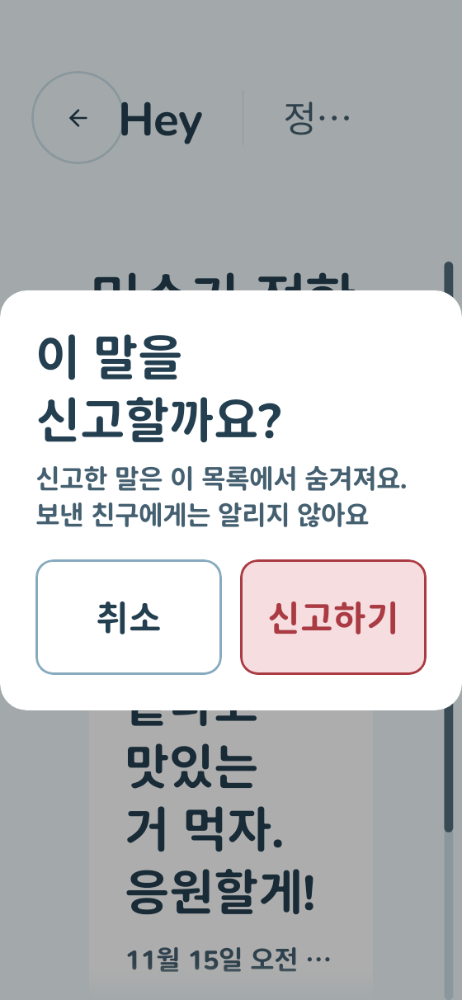 Hey
정⋯
이 말을
신고할까요?
신고한 말은 이 목록에서 숨겨져요.
보낸 친구에게는 알리지 않아요
취소
신고하기
맛있는
거 먹자.
응원할게!
11월 15일 오전 ⋯